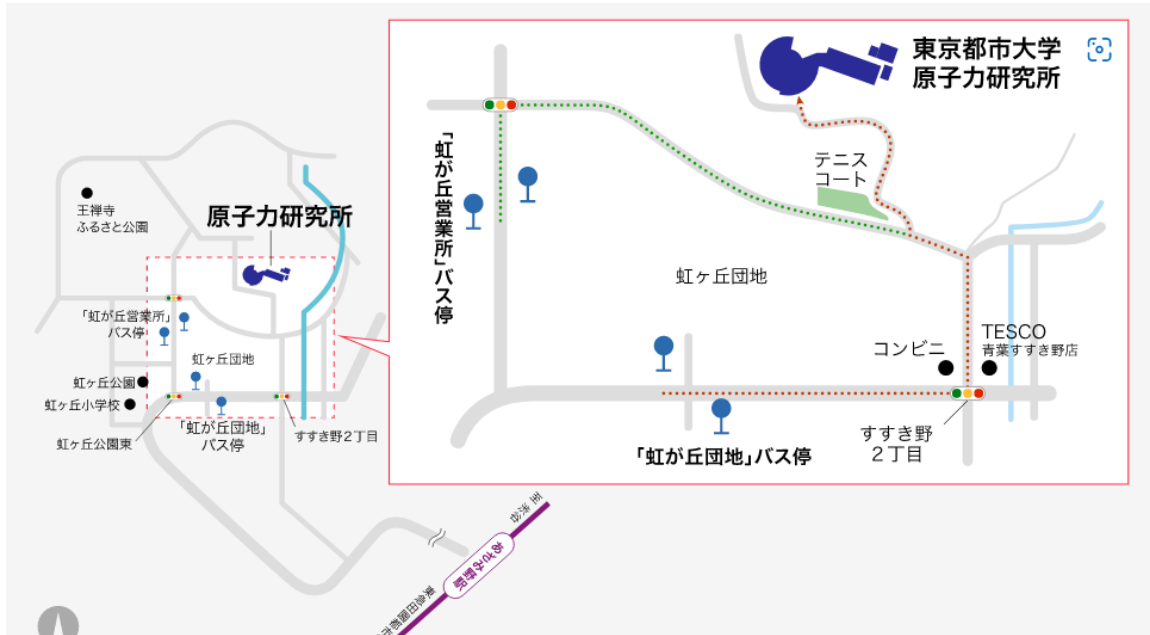 東京都市大学
原子力研究所
「虹が丘営業所」バス停
テニス
コート
虹ヶ丘団地
コンビニ
TESCO
青葉すすき野店
すすき野
2丁目
「虹が丘団地」バス停
王禅寺
ふるさと公園
原子力研究所
「虹が丘営業所」
バス停
虹ヶ丘団地
虹ヶ丘公園
虹ヶ丘小学校
虹ヶ丘公園東
「虹が丘団地」
バス停
すすき野2丁目
至渋谷
あざみ野駅
東急田園都市